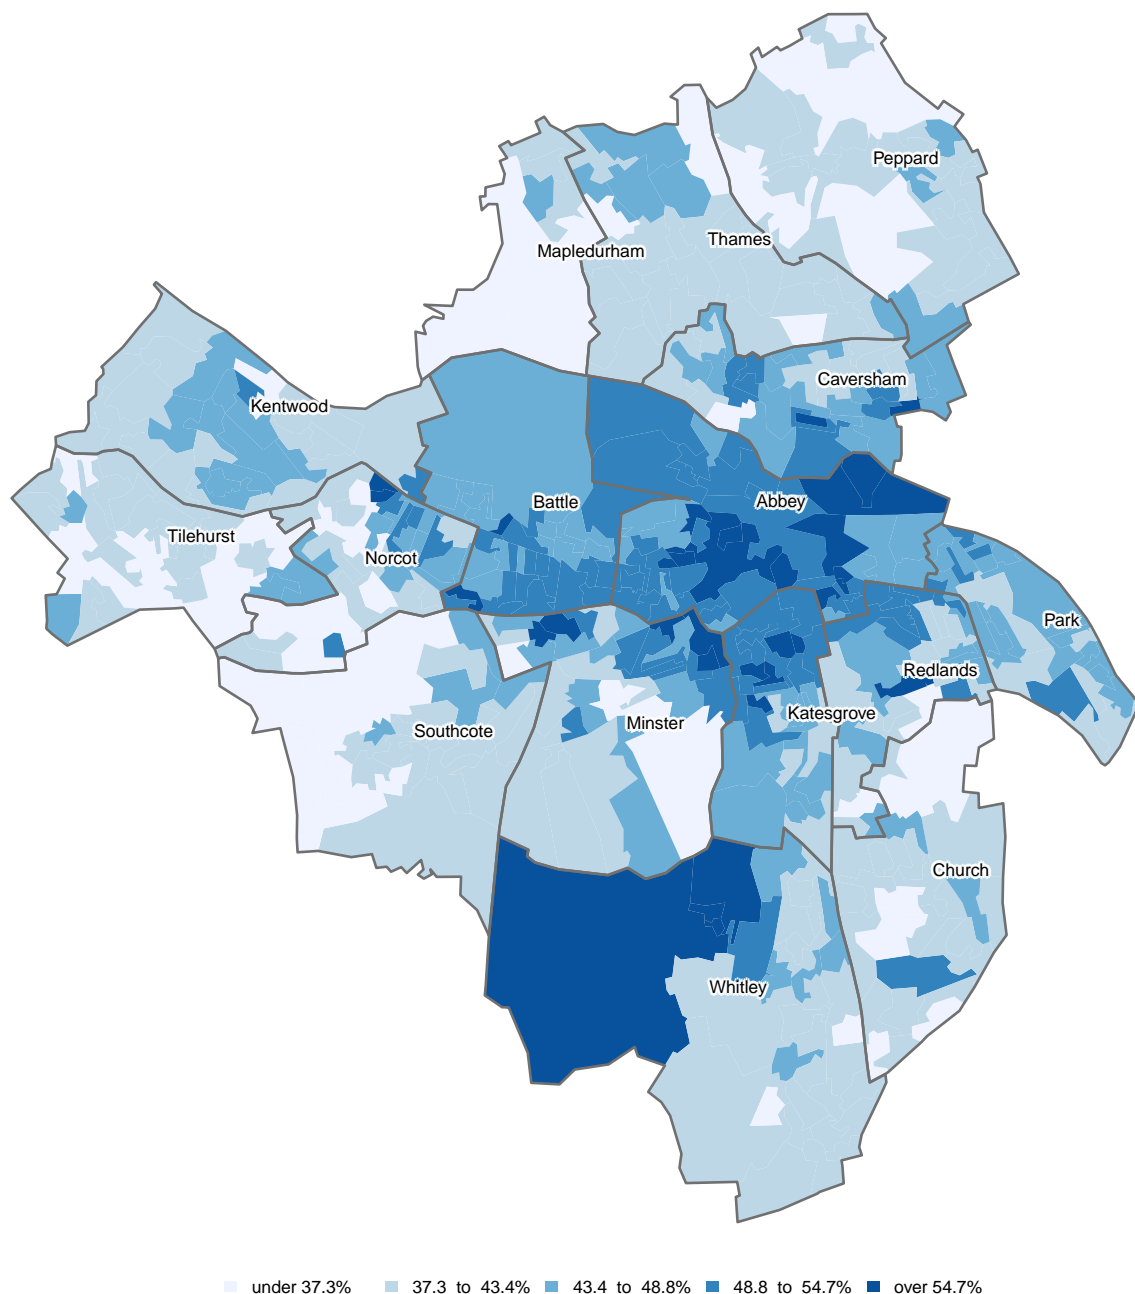 Peppard
Thames
Mapledurham
Caversham
Kentwood
Battle
Abbey
Tilehurst
Norcot
Park
Redlands
Katesgrove
Minster
Southcote
Church
Whitley
under 37.3% 37.3 to 43.4% 43.4 to 48.8% 48.8 to 54.7% over 54.7%